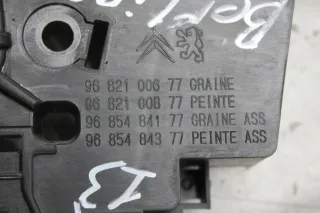 Berli
96 821 006 77 GRAINE
96 821 008 77 PEINTE
96 854 841 77 GRAINE ASS
96 854 843 77 PEINTE ASS